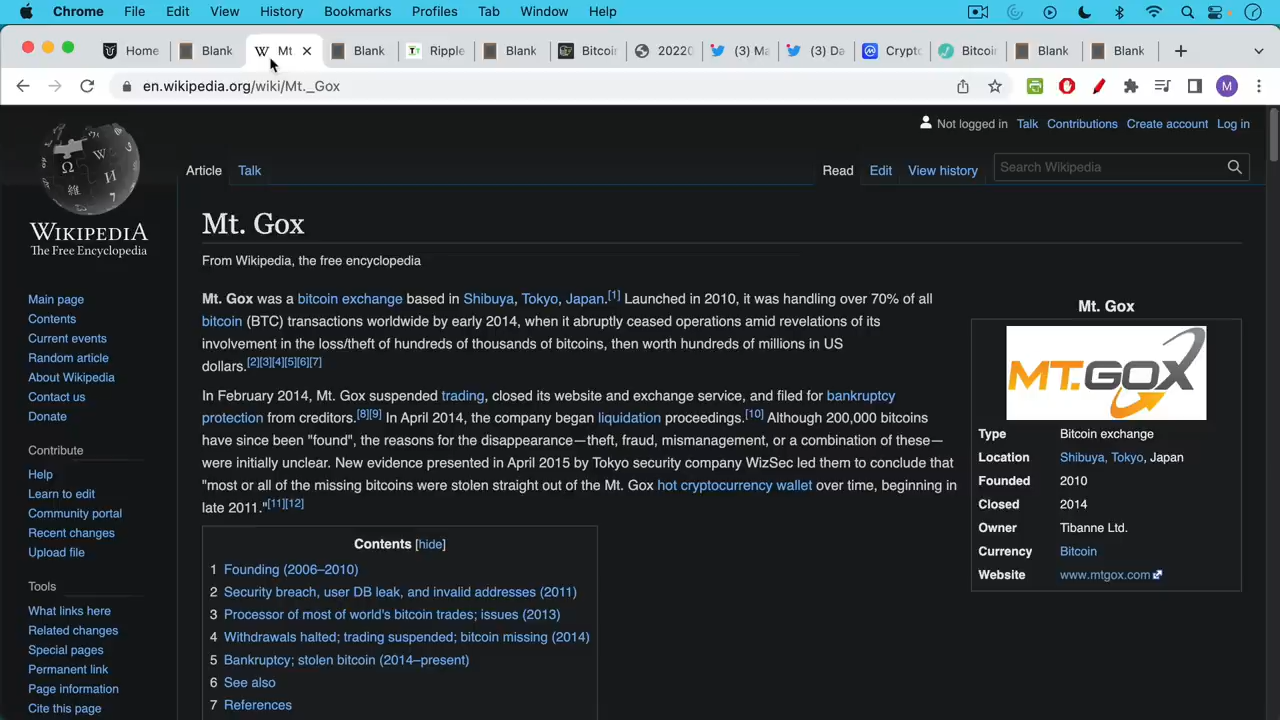 Chrome File Edit View History Bookmarks Profiles Tab Window Help
Home Blank Mt Blank Ripple Blank Bitcoi 20220 (3) Ma (3) Da Crypto Bitcoi Blank Blank
en.wikipedia.org/wiki/Mt._Gox M
Not logged in Talk Contributions Create account Log in
Article Talk Read Edit View history Search Wikipedia
WIKIPEDIA
The Free Encyclopedia
Main page
Contents
Current events
Random article
About Wikipedia
Contact us
Donate
Contribute
Help
Learn to edit
Community portal
Recent changes
Upload file
Tools
What links here
Related changes
Special pages
Permanent link
Page information
Cite this page
Mt. Gox
From Wikipedia, the free encyclopedia
Mt. Gox was a bitcoin exchange based in Shibuya, Tokyo, Japan.[1] Launched in 2010, it was handling over 70% of all
bitcoin (BTC) transactions worldwide by early 2014, when it abruptly ceased operations amid revelations of its
involvement in the loss/theft of hundreds of thousands of bitcoins, then worth hundreds of millions in US
dollars.[2][3][4][5][6][7]
In February 2014, Mt. Gox suspended trading, closed its website and exchange service, and filed for bankruptcy
protection from creditors.[8][9] In April 2014, the company began liquidation proceedings.[10] Although 200,000 bitcoins
have since been "found", the reasons for the disappearance—theft, fraud, mismanagement, or a combination of these—
were initially unclear. New evidence presented in April 2015 by Tokyo security company WizSec led them to conclude that
"most or all of the missing bitcoins were stolen straight out of the Mt. Gox hot cryptocurrency wallet over time, beginning in
late 2011."[11][12]
Contents [hide]
1 Founding (2006–2010)
2 Security breach, user DB leak, and invalid addresses (2011)
3 Processor of most of world's bitcoin trades; issues (2013)
4 Withdrawals halted; trading suspended; bitcoin missing (2014)
5 Bankruptcy; stolen bitcoin (2014–present)
6 See also
7 References
Mt. Gox
MT.GOX
Type Bitcoin exchange
Location Shibuya, Tokyo, Japan
Founded 2010
Closed 2014
Owner Tibanne Ltd.
Currency Bitcoin
Website www.mtgox.com